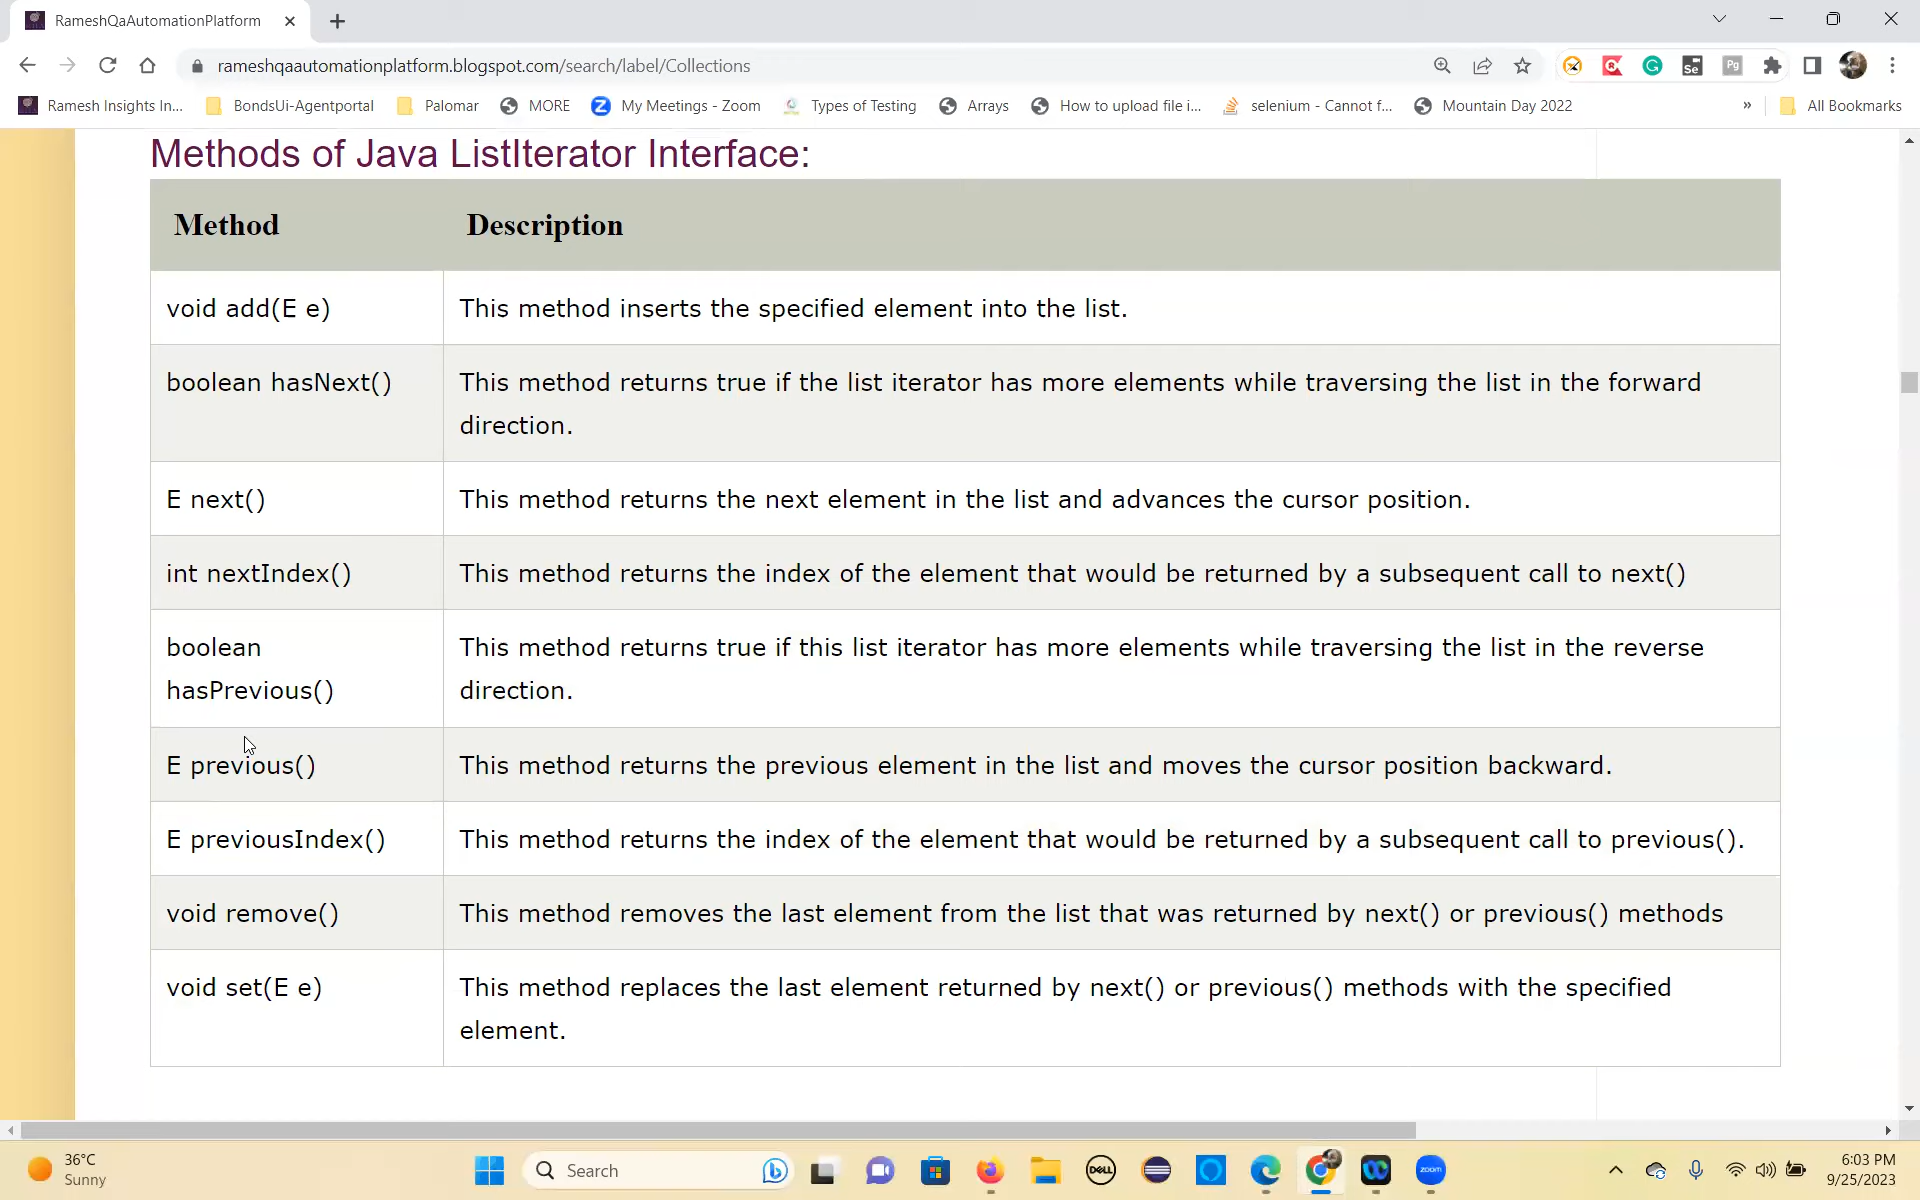 RameshQaAutomationPlatform
rameshqaautomationplatform.blogspot.com/search/label/Collections
Ramesh Insights In... BondsUi-Agentportal Palomar MORE My Meetings - Zoom Types of Testing Arrays How to upload file i... selenium - Cannot f... Mountain Day 2022 » All Bookmarks
Methods of Java ListIterator Interface:
Method Description
void add(E e) This method inserts the specified element into the list.
boolean hasNext() This method returns true if the list iterator has more elements while traversing the list in the forward
direction.
E next() This method returns the next element in the list and advances the cursor position.
int nextIndex() This method returns the index of the element that would be returned by a subsequent call to next()
boolean This method returns true if this list iterator has more elements while traversing the list in the reverse
hasPrevious() direction.
E previous() This method returns the previous element in the list and moves the cursor position backward.
E previousIndex() This method returns the index of the element that would be returned by a subsequent call to previous().
void remove() This method removes the last element from the list that was returned by next() or previous() methods
void set(E e) This method replaces the last element returned by next() or previous() methods with the specified
element.
36°C
Sunny
Search
DELL
zoom
6:03 PM
9/25/2023